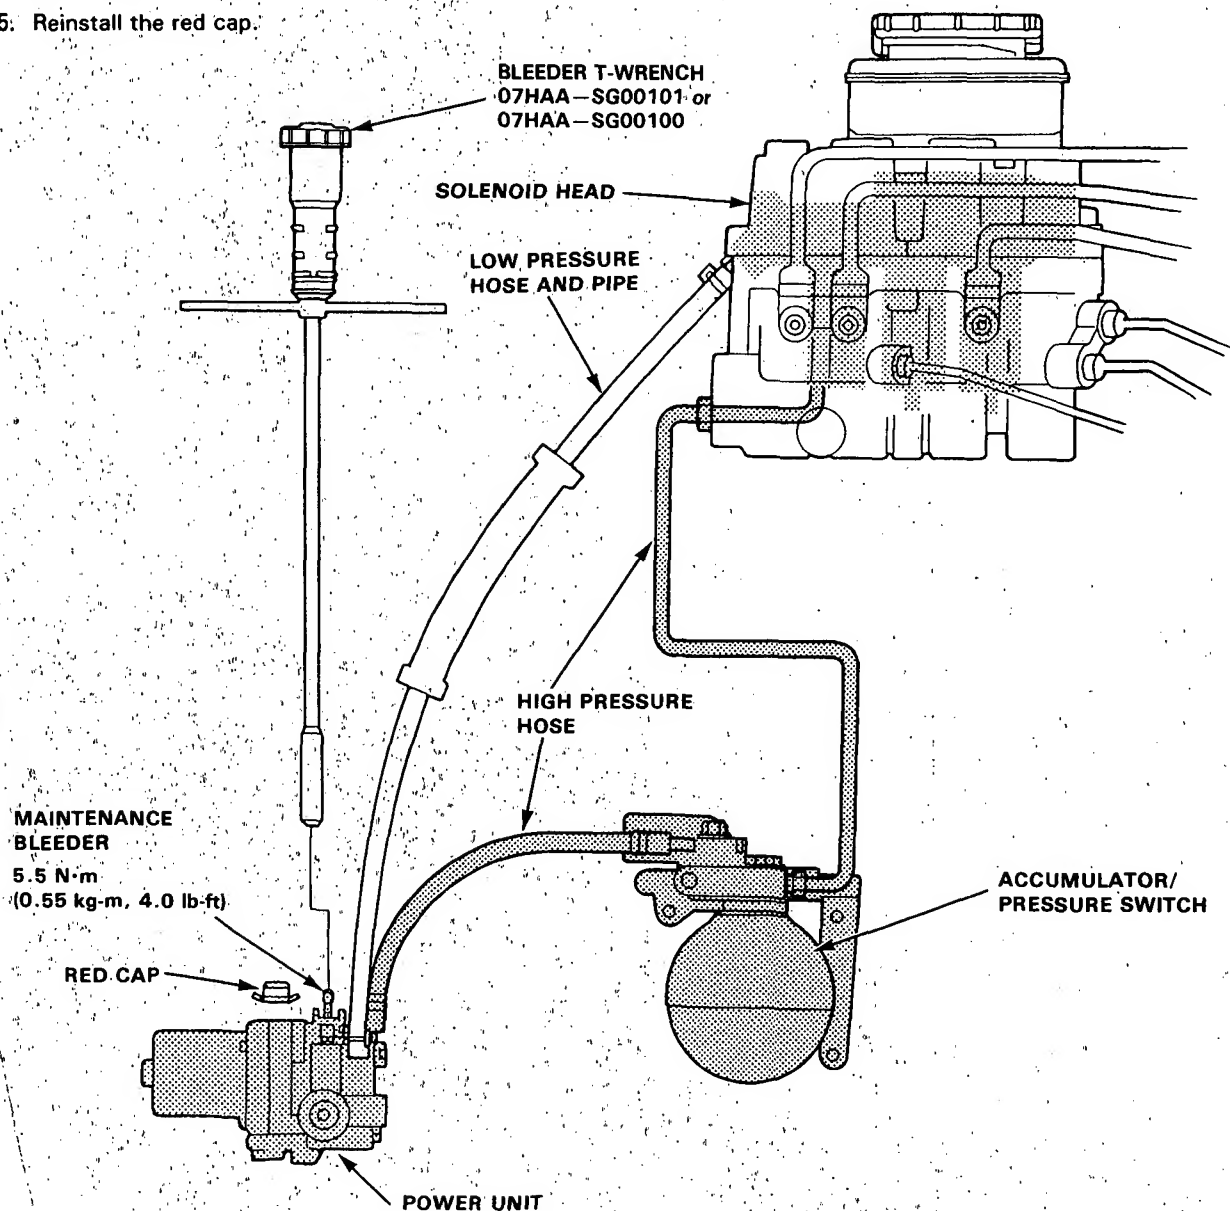 5. Reinstall the red cap.
BLEEDER T-WRENCH
07HAA—SG00101 or
07HAA—SG00100
SOLENOID HEAD
LOW PRESSURE
HOSE AND PIPE
HIGH PRESSURE
HOSE
MAINTENANCE
BLEEDER
5.5 N·m
(0.55 kg-m, 4.0 lb-ft)
RED CAP
ACCUMULATOR/
PRESSURE SWITCH
POWER UNIT